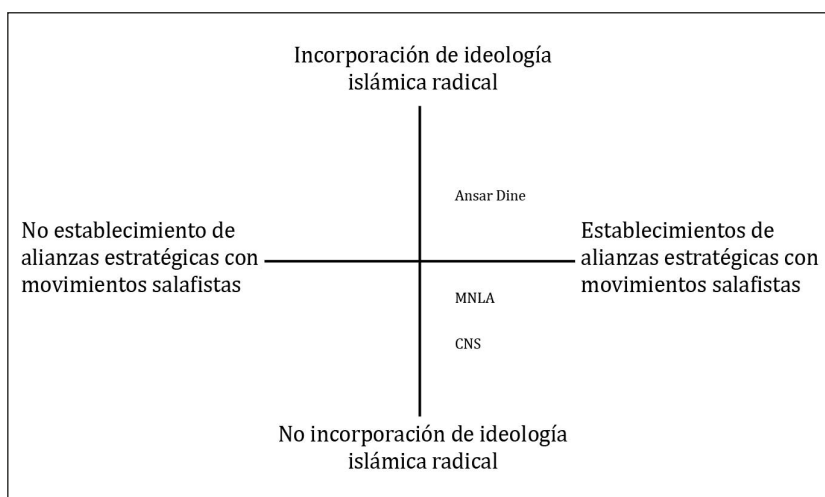 Incorporación de ideología
islámica radical
Ansar Dine
No establecimiento de
alianzas estratégicas con
movimientos salafistas
Establecimientos de
alianzas estratégicas con
movimientos salafistas
MNLA
CNS
No incorporación de ideología
islámica radical